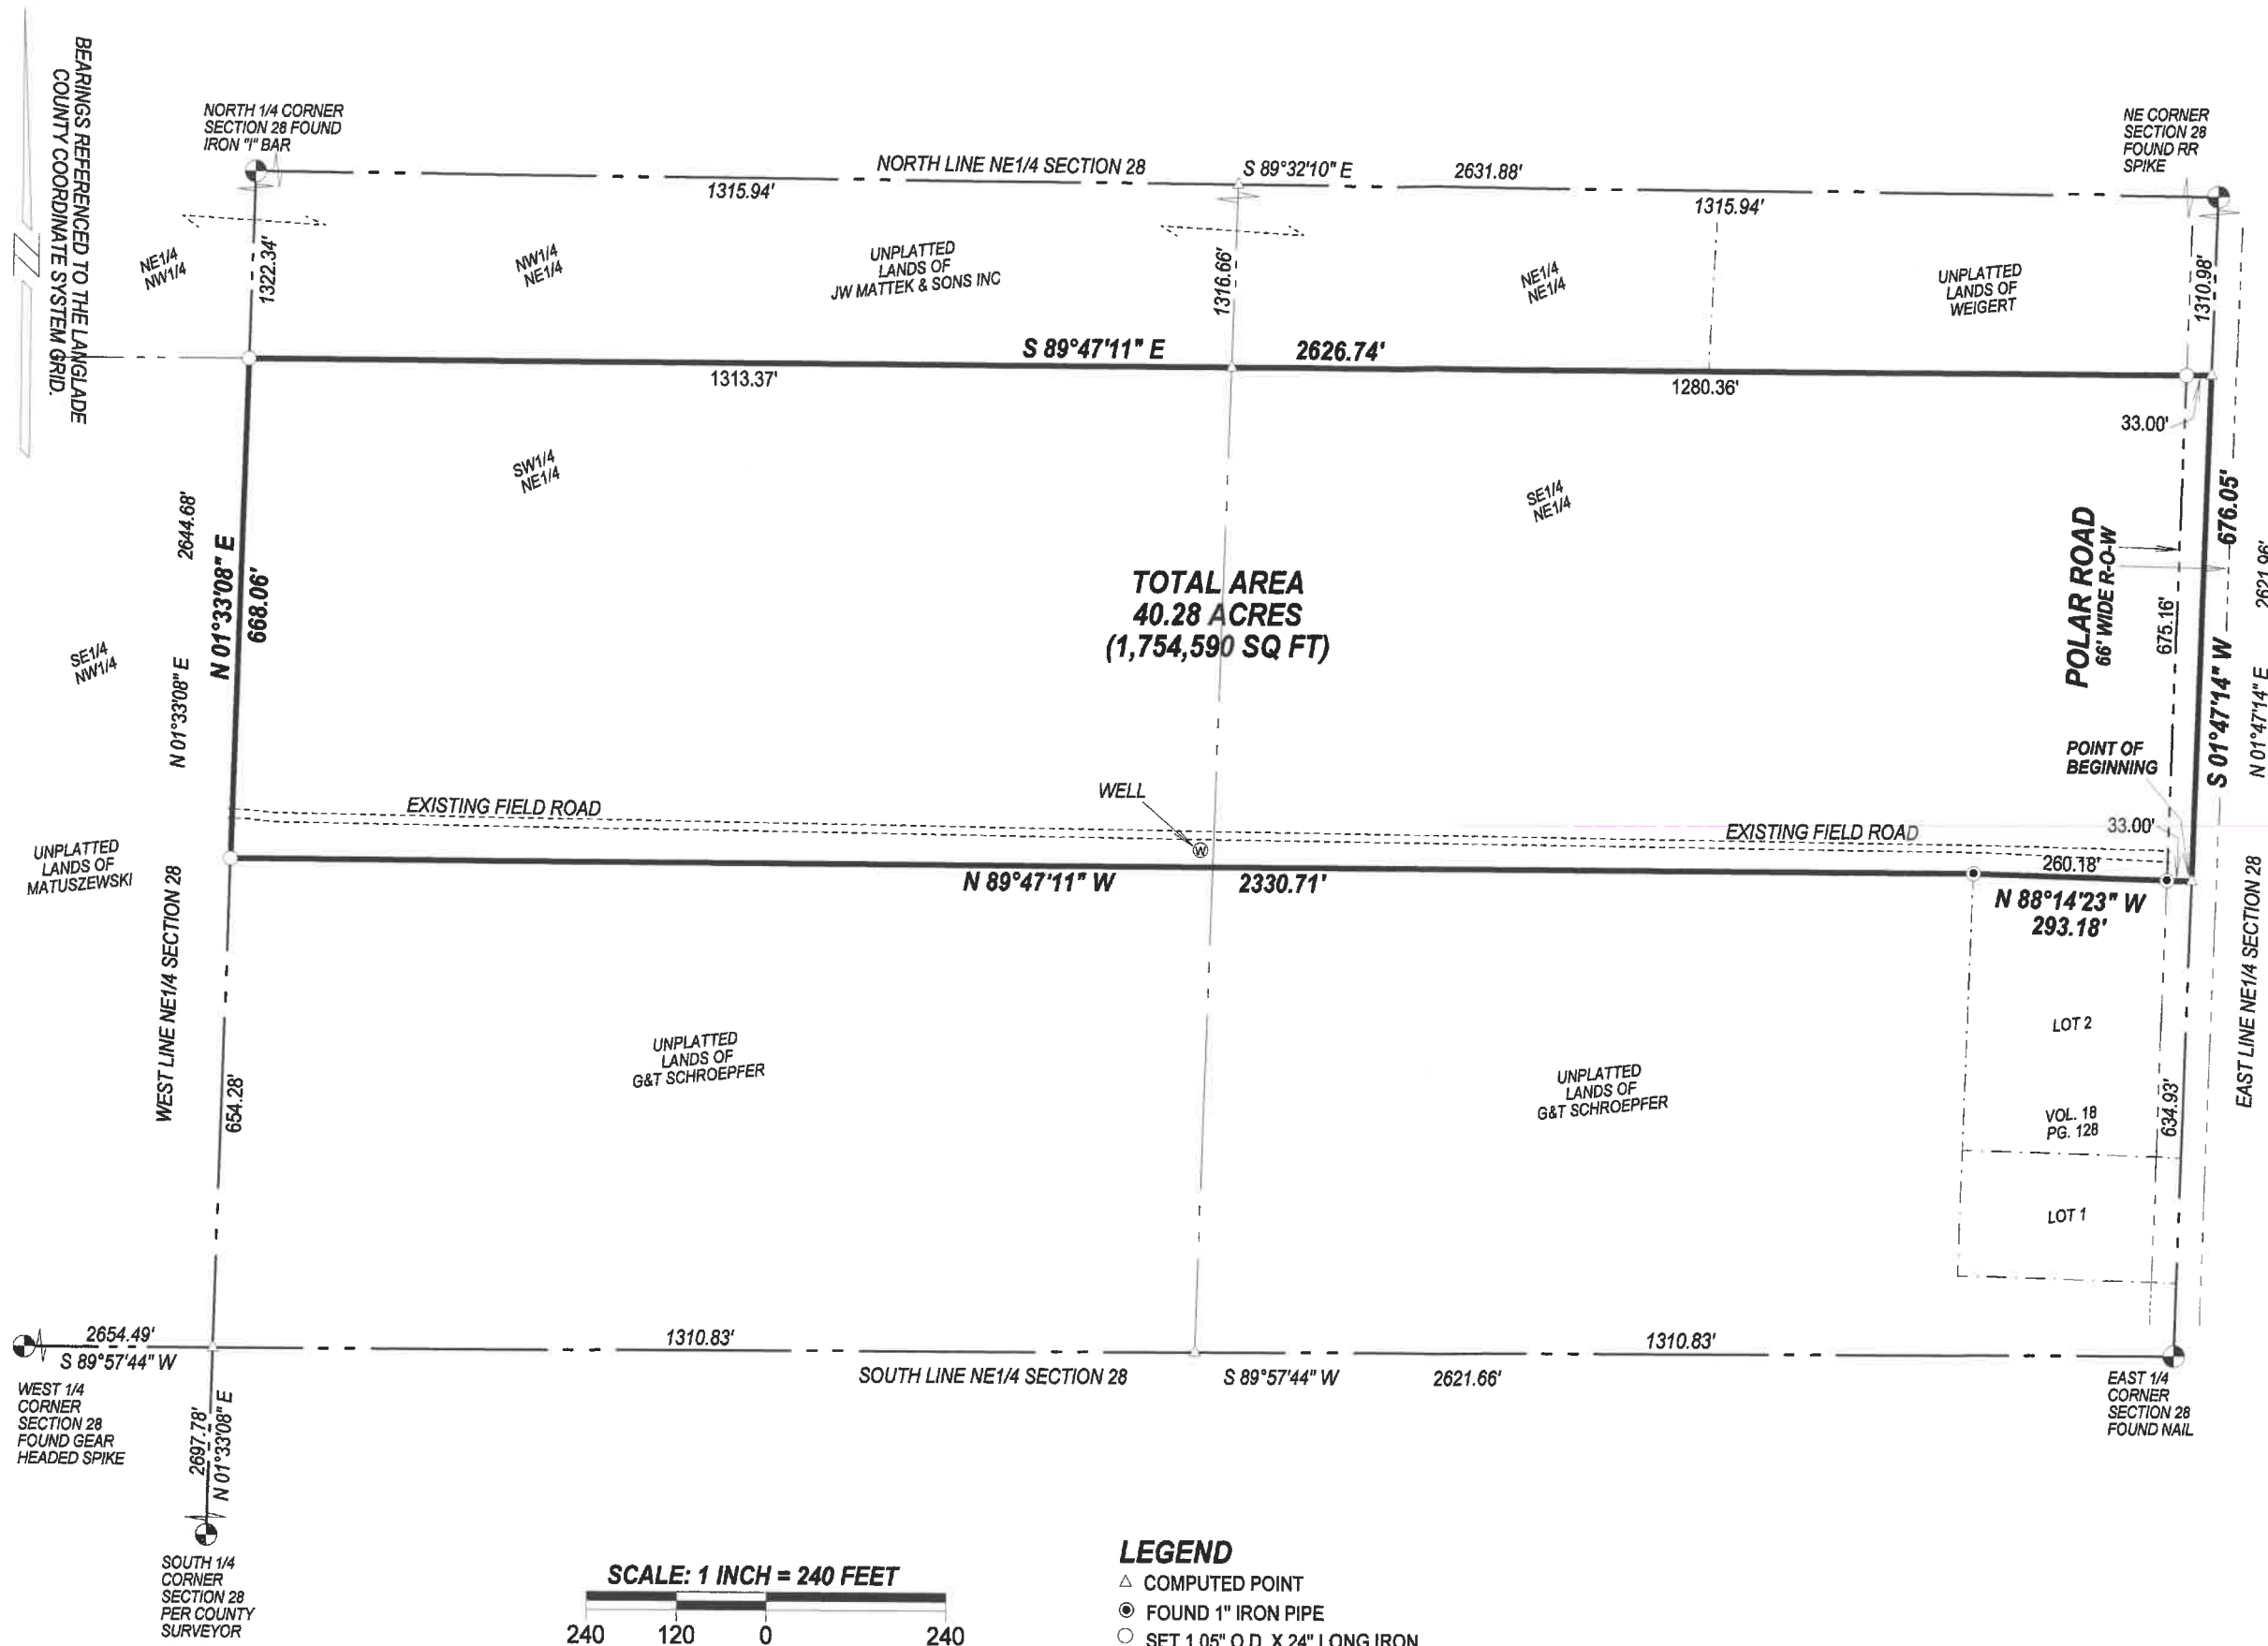 BEARINGS REFERENCED TO THE LANGLADE
COUNTY COORDINATE SYSTEM GRID.
NORTH 1/4 CORNER
SECTION 28 FOUND
IRON "I" BAR
NORTH LINE NE1/4 SECTION 28
S 89°32'10" E
2631.88'
NE CORNER
SECTION 28
FOUND RR
SPIKE
1315.94'
1315.94'
NE1/4
NW1/4
1322.34'
NW1/4
NE1/4
UNPLATTED
LANDS OF
JW MATTEK & SONS INC
1316.66'
NE1/4
NE1/4
UNPLATTED
LANDS OF
WEIGERT
1310.98'
S 89°47'11" E
2626.74'
1313.37'
1280.36'
33.00'
SW1/4
NE1/4
SE1/4
NE1/4
2644.68'
N 01°33'08" E
N 01°33'08" E
668.06'
TOTAL AREA
40.28 ACRES
(1,754,590 SQ FT)
POLAR ROAD
66' WIDE R-O-W
675.16'
676.05'
S 01°47'14" W
2621.96'
N 01°47'14" E
SE1/4
NW1/4
POINT OF
BEGINNING
WELL
W
EXISTING FIELD ROAD
EXISTING FIELD ROAD
33.00'
260.18'
UNPLATTED
LANDS OF
MATUSZEWSKI
N 89°47'11" W
2330.71'
N 88°14'23" W
293.18'
WEST LINE NE1/4 SECTION 28
EAST LINE NE1/4 SECTION 28
654.28'
UNPLATTED
LANDS OF
G&T SCHROEPFER
UNPLATTED
LANDS OF
G&T SCHROEPFER
LOT 2
VOL. 18
PG. 128
634.93'
LOT 1
2654.49'
S 89°57'44" W
1310.83'
1310.83'
SOUTH LINE NE1/4 SECTION 28
S 89°57'44" W
2621.66'
WEST 1/4
CORNER
SECTION 28
FOUND GEAR
HEADED SPIKE
EAST 1/4
CORNER
SECTION 28
FOUND NAIL
2697.78'
N 01°33'08" E
SOUTH 1/4
CORNER
SECTION 28
PER COUNTY
SURVEYOR
SCALE: 1 INCH = 240 FEET
240 120 0 240
LEGEND
△ COMPUTED POINT
◉ FOUND 1" IRON PIPE
○ SET 1.05" O.D. X 24" LONG IRON